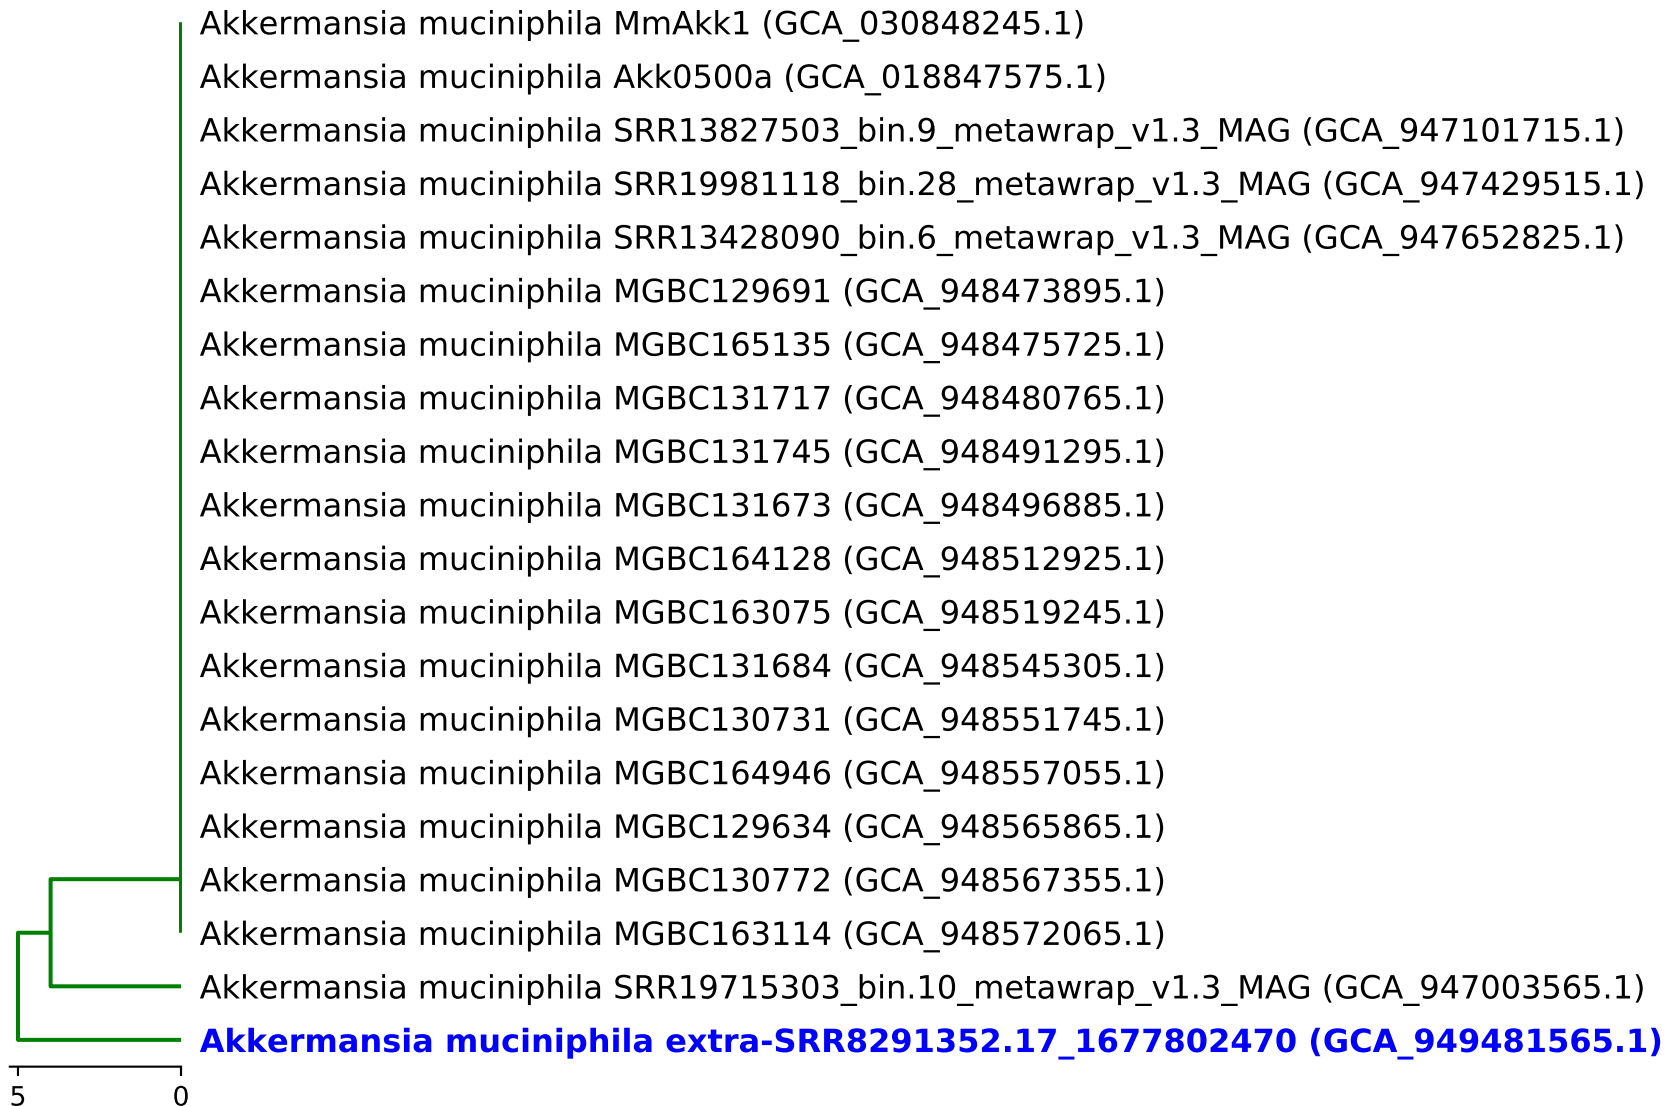 Akkermansia muciniphila MmAkk1 (GCA_030848245.1)
Akkermansia muciniphila Akk0500a (GCA_018847575.1)
Akkermansia muciniphila SRR13827503_bin.9_metawrap_v1.3_MAG (GCA_947101715.1)
Akkermansia muciniphila SRR19981118_bin.28_metawrap_v1.3_MAG (GCA_947429515.1)
Akkermansia muciniphila SRR13428090_bin.6_metawrap_v1.3_MAG (GCA_947652825.1)
Akkermansia muciniphila MGBC129691 (GCA_948473895.1)
Akkermansia muciniphila MGBC165135 (GCA_948475725.1)
Akkermansia muciniphila MGBC131717 (GCA_948480765.1)
Akkermansia muciniphila MGBC131745 (GCA_948491295.1)
Akkermansia muciniphila MGBC131673 (GCA_948496885.1)
Akkermansia muciniphila MGBC164128 (GCA_948512925.1)
Akkermansia muciniphila MGBC163075 (GCA_948519245.1)
Akkermansia muciniphila MGBC131684 (GCA_948545305.1)
Akkermansia muciniphila MGBC130731 (GCA_948551745.1)
Akkermansia muciniphila MGBC164946 (GCA_948557055.1)
Akkermansia muciniphila MGBC129634 (GCA_948565865.1)
Akkermansia muciniphila MGBC130772 (GCA_948567355.1)
Akkermansia muciniphila MGBC163114 (GCA_948572065.1)
Akkermansia muciniphila SRR19715303_bin.10_metawrap_v1.3_MAG (GCA_947003565.1)
Akkermansia muciniphila extra-SRR8291352.17_1677802470 (GCA_949481565.1)
5 0